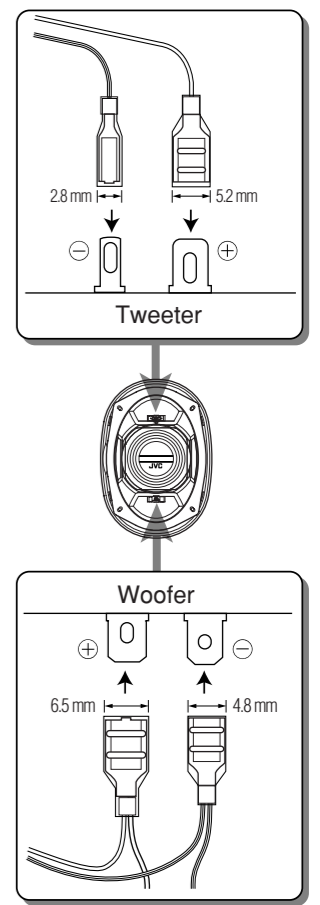 2.8 mm 5.2 mm
⊖ ⊕
Tweeter
JVC
Woofer
⊕ ⊖
6.5 mm 4.8 mm